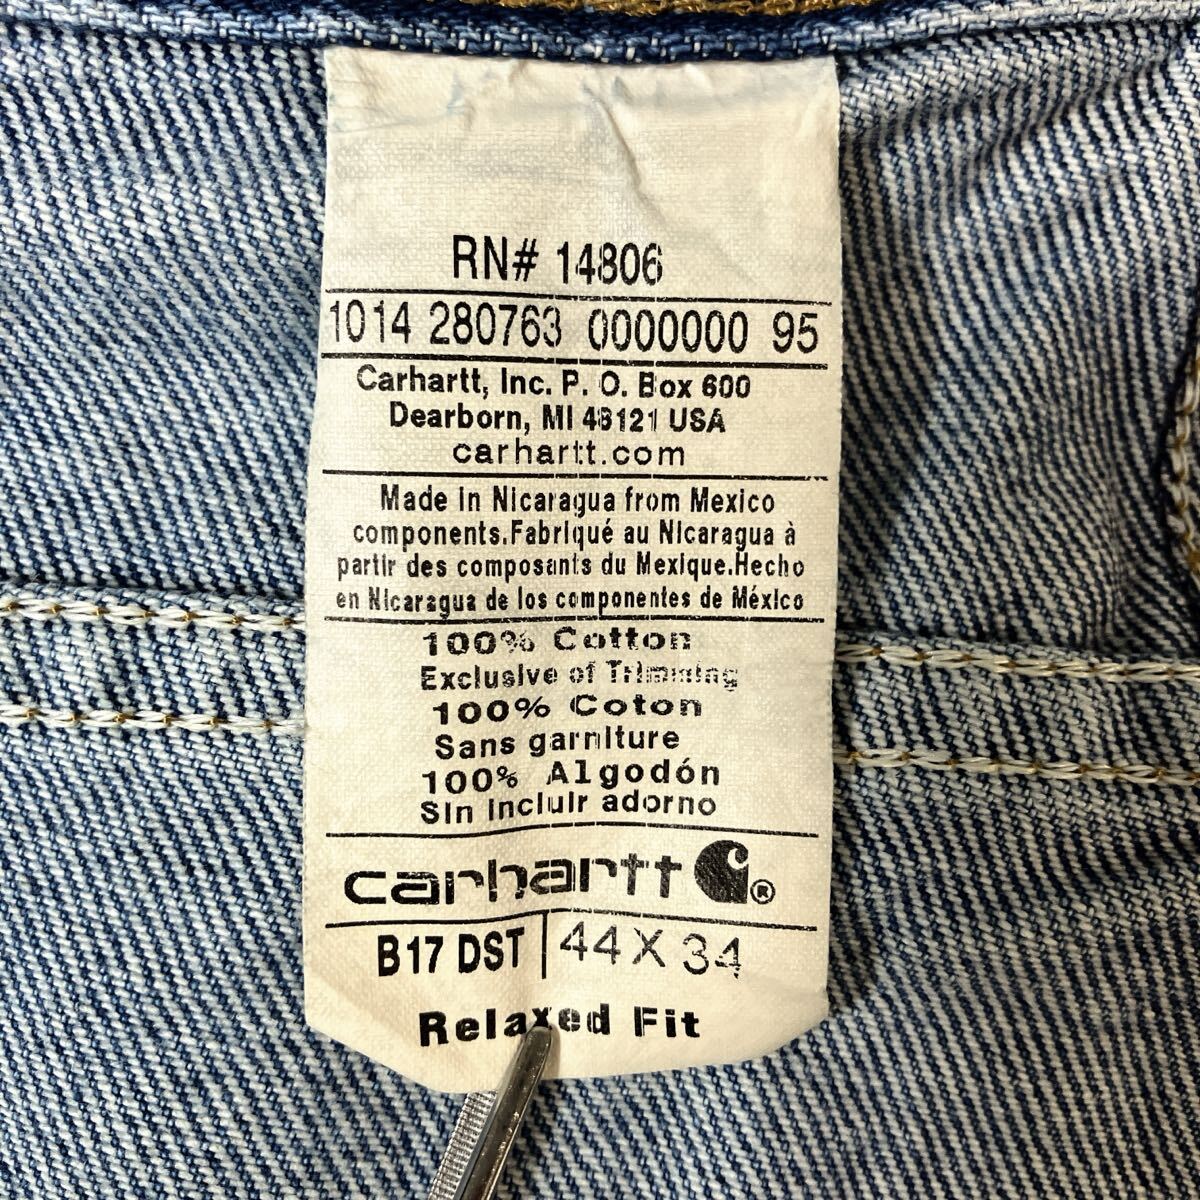 RN# 14806
1014 280763 0000000 95
Carhartt, Inc. P. O. Box 600
Dearborn, MI 48121 USA
carhartt.com
Made in Nicaragua from Mexico
components.Fabriqué au Nicaragua à
partir des composants du Mexique.Hecho
en Nicaragua de los componentes de México
100% Cotton
Exclusive of Trimming
100% Coton
Sans garniture
100% Algodón
Sin incluir adorno
carhartt ®
B17 DST 44 X 34
Relaxed Fit